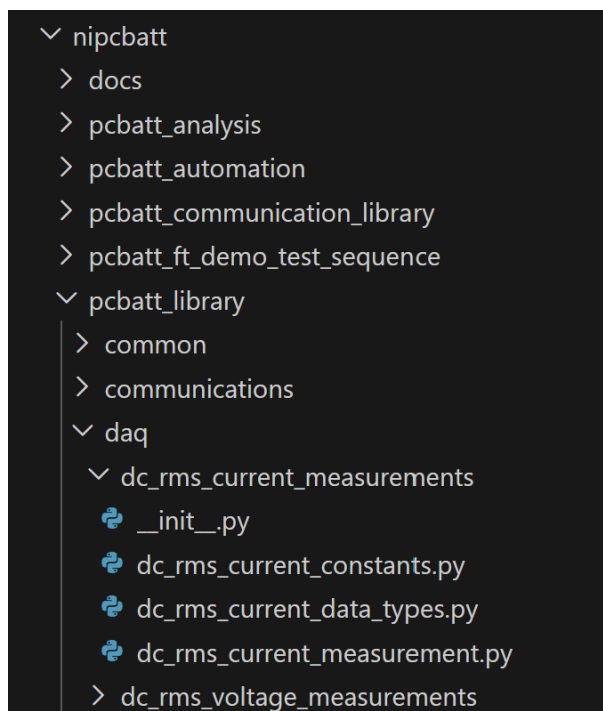 nipcbatt
docs
pcbatt_analysis
pcbatt_automation
pcbatt_communication_library
pcbatt_ft_demo_test_sequence
pcbatt_library
common
communications
daq
dc_rms_current_measurements
__init__.py
dc_rms_current_constants.py
dc_rms_current_data_types.py
dc_rms_current_measurement.py
dc_rms_voltage_measurements